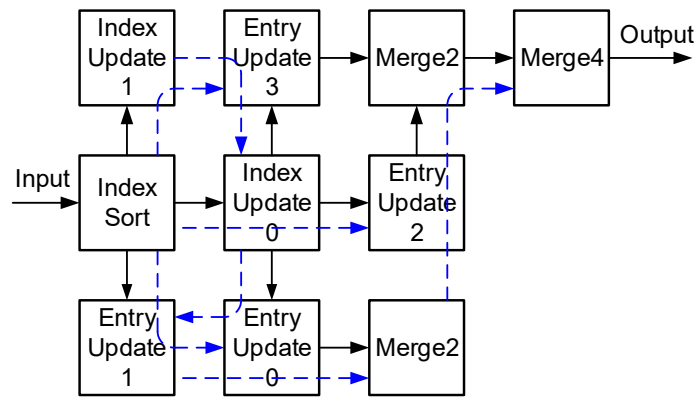 Index
Update
1
Entry
Update
3
Merge2
Merge4
Output
Input
Index
Sort
Index
Update
0
Entry
Update
2
Entry
Update
1
Entry
Update
0
Merge2